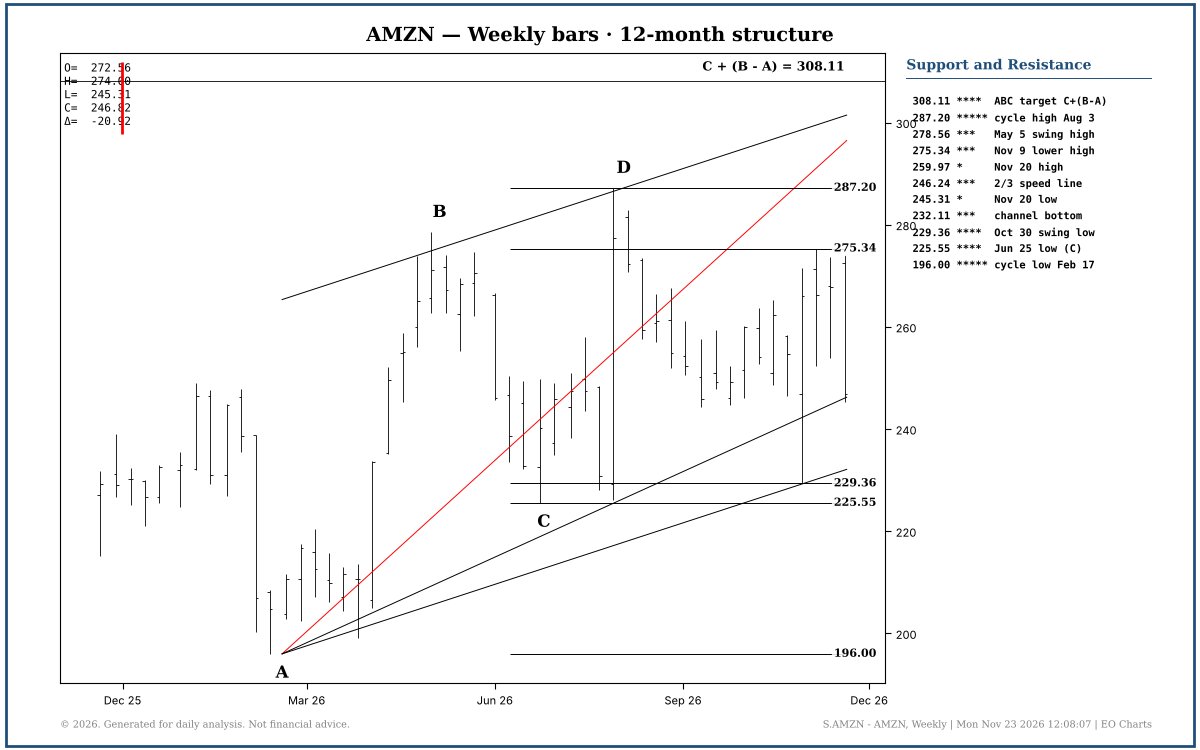 AMZN — Weekly bars · 12-month structure
O= 272.56
H= 274.00
L= 245.31
C= 246.82
Δ= -20.92
C + (B - A) = 308.11
Support and Resistance
308.11 **** ABC target C+(B-A)
287.20 ***** cycle high Aug 3
278.56 *** May 5 swing high
275.34 *** Nov 9 lower high
259.97 * Nov 20 high
246.24 *** 2/3 speed line
245.31 * Nov 20 low
232.11 *** channel bottom
229.36 **** Oct 30 swing low
225.55 **** Jun 25 low (C)
196.00 ***** cycle low Feb 17
B
D
C
A
287.20
275.34
229.36
225.55
196.00
300
280
260
240
220
200
Dec 25
Mar 26
Jun 26
Sep 26
Dec 26
© 2026. Generated for daily analysis. Not financial advice.
S.AMZN - AMZN, Weekly | Mon Nov 23 2026 12:08:07 | EO Charts